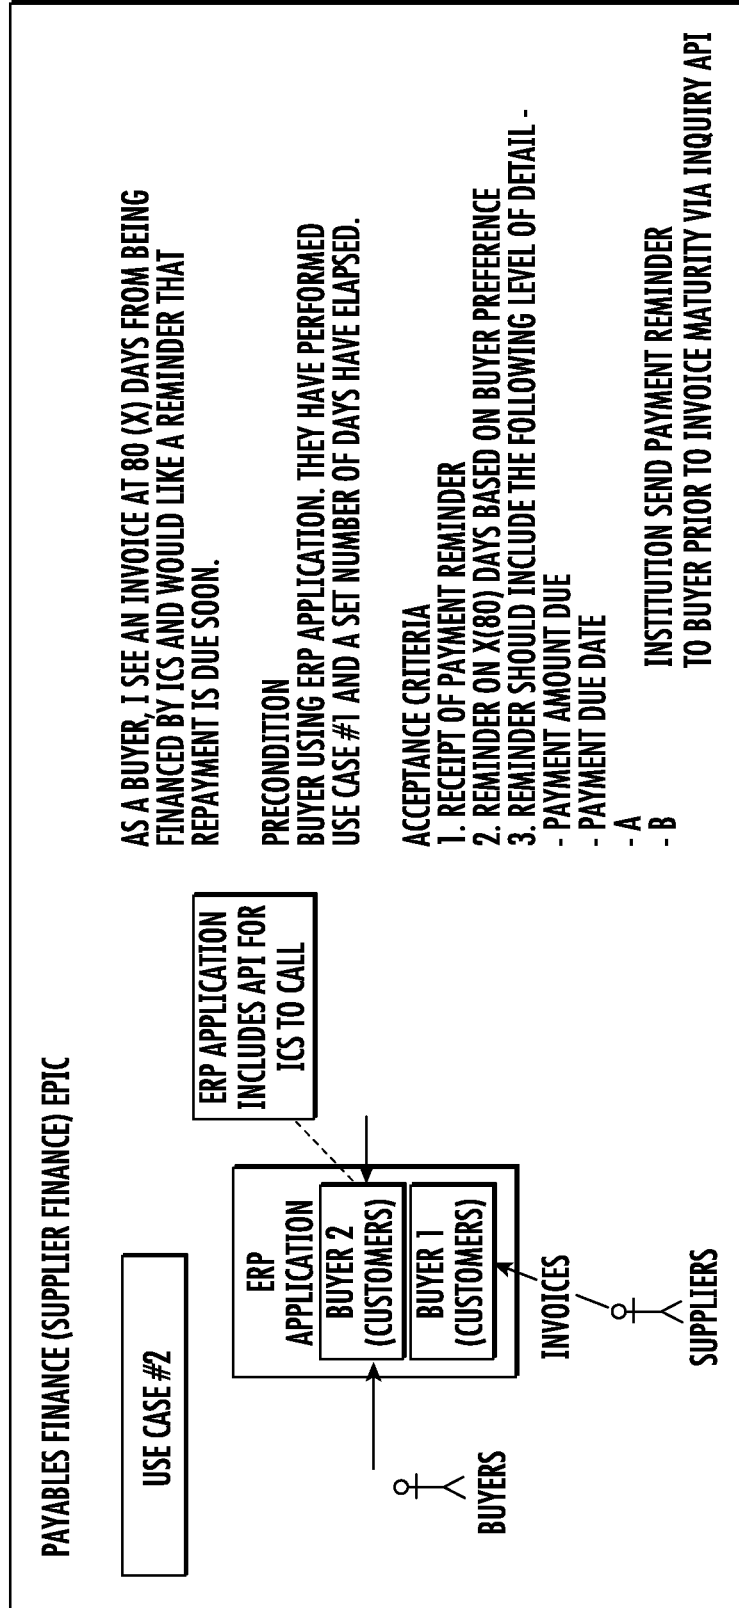 PAYABLES FINANCE (SUPPLIER FINANCE) EPIC
USE CASE #2
ERP
APPLICATION
BUYER 2
(CUSTOMERS)
BUYER 1
(CUSTOMERS)
BUYERS
INVOICES
SUPPLIERS
ERP APPLICATION
INCLUDES API FOR
ICS TO CALL
AS A BUYER, I SEE AN INVOICE AT 80 (X) DAYS FROM BEING
FINANCED BY ICS AND WOULD LIKE A REMINDER THAT
REPAYMENT IS DUE SOON.
PRECONDITION
BUYER USING ERP APPLICATION. THEY HAVE PERFORMED
USE CASE #1 AND A SET NUMBER OF DAYS HAVE ELAPSED.
ACCEPTANCE CRITERIA
1. RECEIPT OF PAYMENT REMINDER
2. REMINDER ON X(80) DAYS BASED ON BUYER PREFERENCE
3. REMINDER SHOULD INCLUDE THE FOLLOWING LEVEL OF DETAIL -
- PAYMENT AMOUNT DUE
- PAYMENT DUE DATE
- A
- B
INSTITUTION SEND PAYMENT REMINDER
TO BUYER PRIOR TO INVOICE MATURITY VIA INQUIRY API